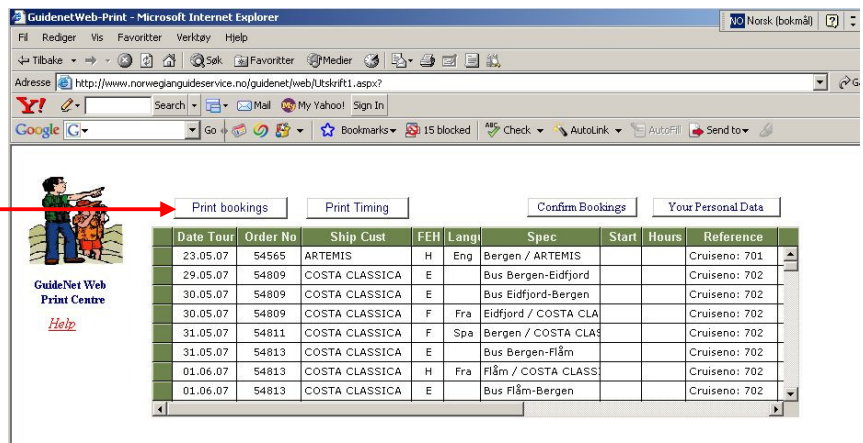 GuidenetWeb-Print - Microsoft Internet Explorer
NO Norsk (bokmål)
Fil Rediger Vis Favoritter Verktøy Hjelp
Tilbake Søk Favoritter Medier
Adresse http://www.norwegianguideservice.no/guidenet/web/Utskrift1.aspx?
Y! Search Mail My Yahoo! Sign In
Google G Go Bookmarks 15 blocked ABC Check AutoLink AutoFill Send to
Print bookings Print Timing Confirm Bookings Your Personal Data
Date Tour Order No Ship Cust FEH Langu Spec Start Hours Reference
23.05.07 54565 ARTEMIS H Eng Bergen / ARTEMIS Cruiseno: 701
29.05.07 54809 COSTA CLASSICA E Bus Bergen-Eidfjord Cruiseno: 702
30.05.07 54809 COSTA CLASSICA E Bus Eidfjord-Bergen Cruiseno: 702
30.05.07 54809 COSTA CLASSICA F Fra Eidfjord / COSTA CLA Cruiseno: 702
31.05.07 54811 COSTA CLASSICA F Spa Bergen / COSTA CLAS Cruiseno: 702
31.05.07 54813 COSTA CLASSICA E Bus Bergen-Flåm Cruiseno: 702
01.06.07 54813 COSTA CLASSICA H Fra Flåm / COSTA CLASS Cruiseno: 702
01.06.07 54813 COSTA CLASSICA E Bus Flåm-Bergen Cruiseno: 702
GuideNet Web
Print Centre
Help